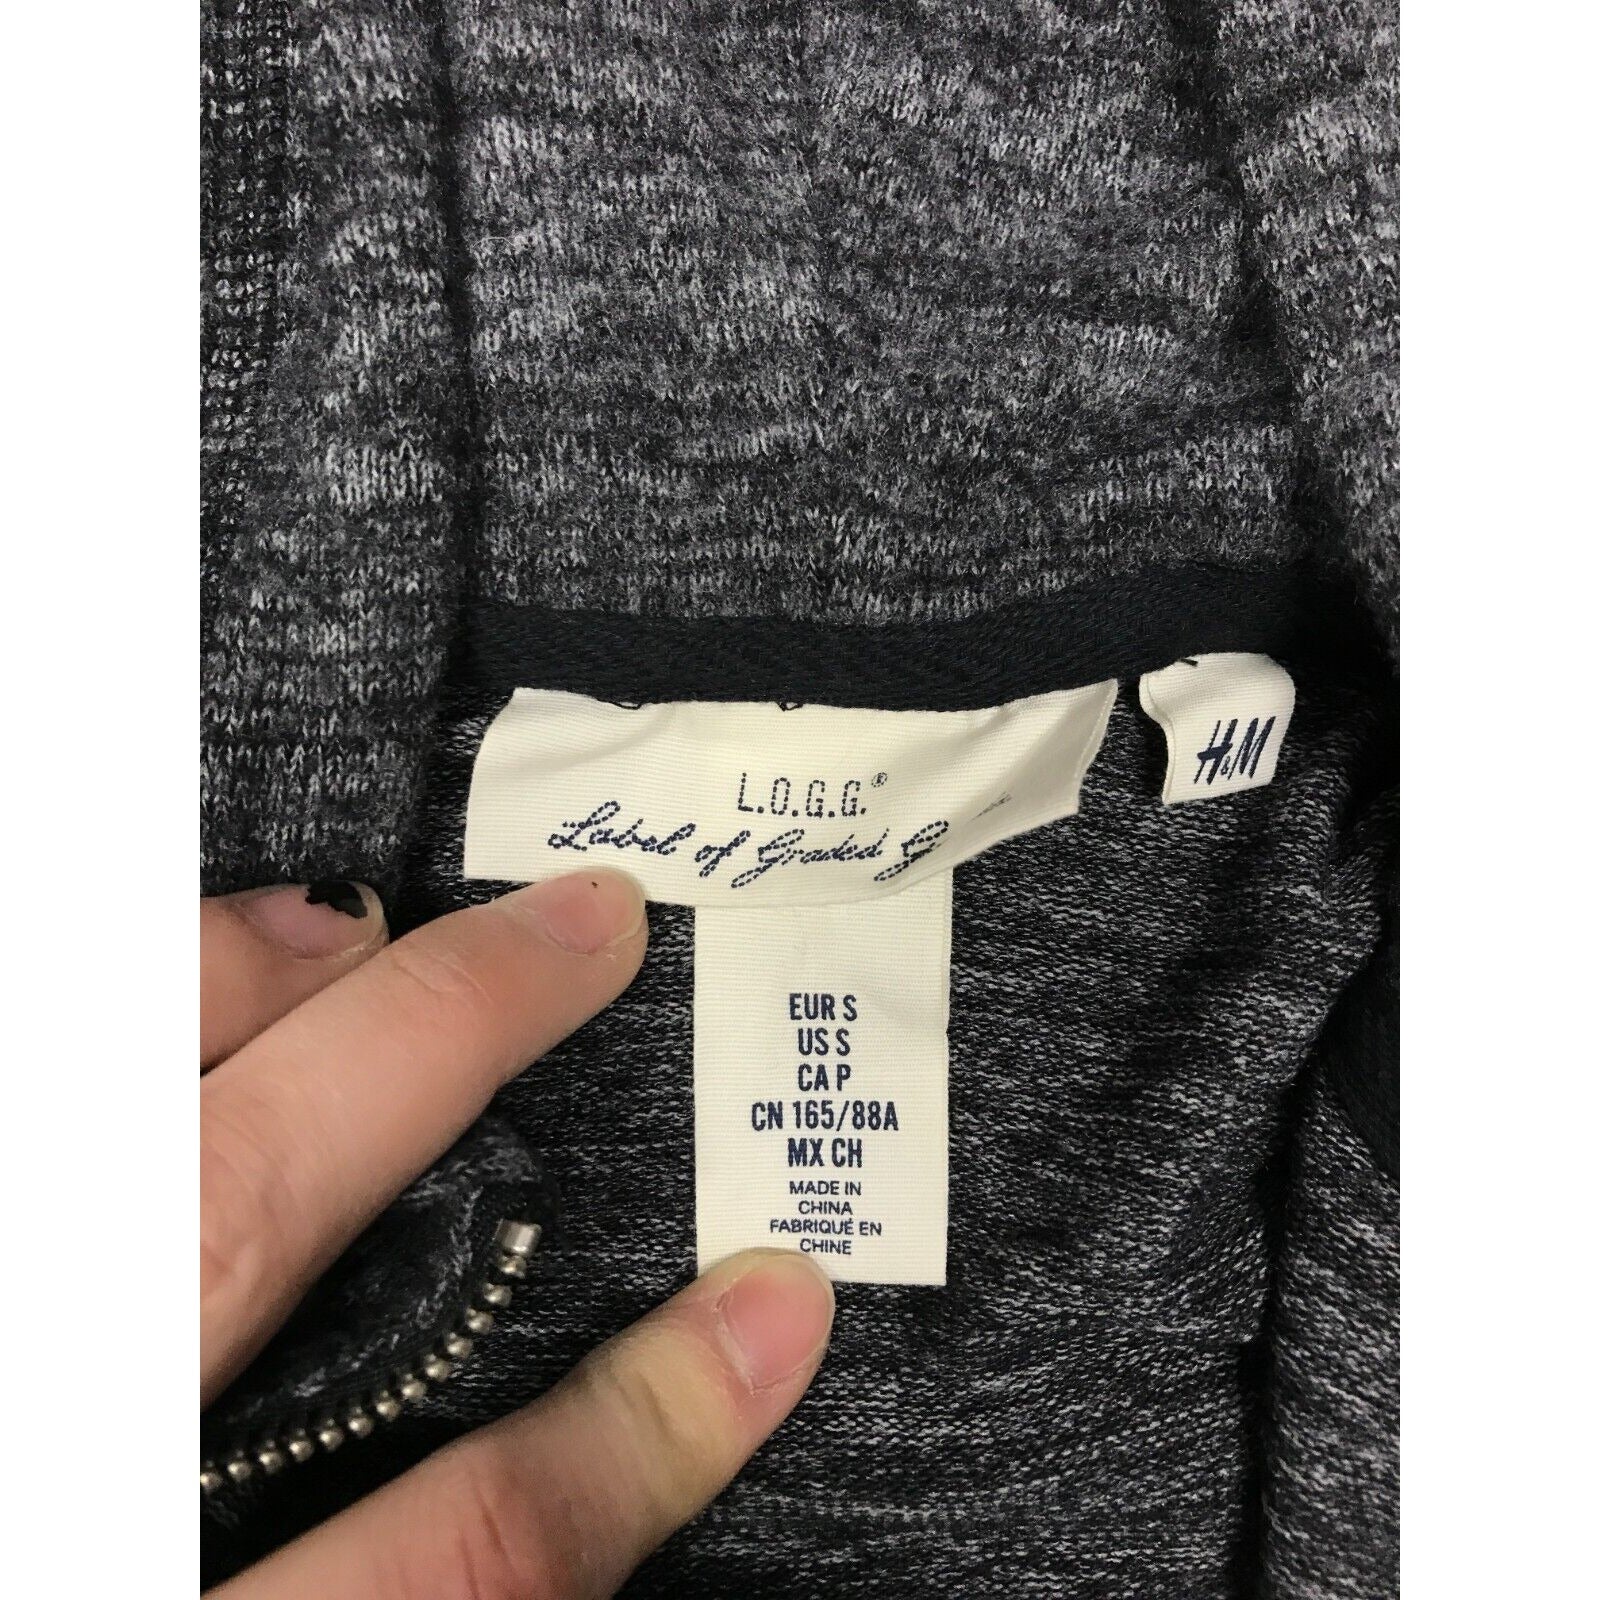 L.O.G.G.®
Label of Graded G
H&M
EUR S
US S
CA P
CN 165/88A
MX CH
MADE IN
CHINA
FABRIQUÉ EN
CHINE